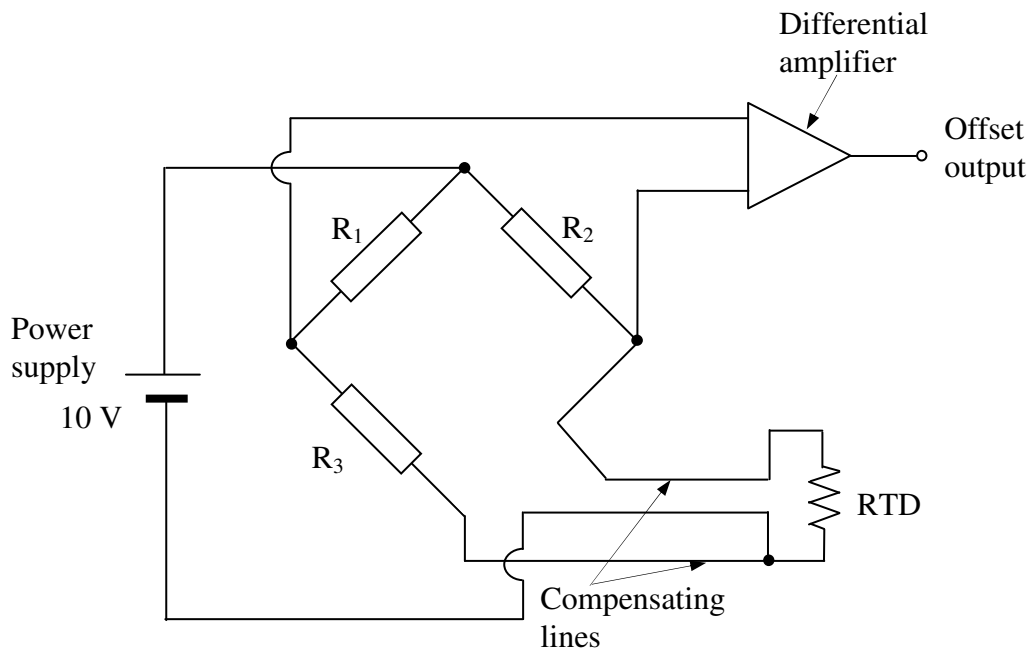 Differential
amplifier
Offset
output
R₁
R₂
Power
supply
10 V
R₃
RTD
Compensating
lines